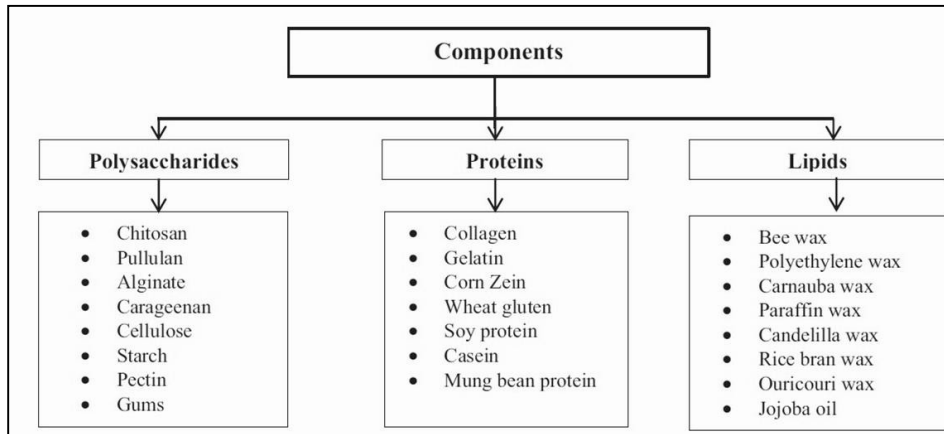 Components
Polysaccharides
Proteins
Lipids
• Chitosan
• Pullulan
• Alginate
• Carageenan
• Cellulose
• Starch
• Pectin
• Gums
• Collagen
• Gelatin
• Corn Zein
• Wheat gluten
• Soy protein
• Casein
• Mung bean protein
• Bee wax
• Polyethylene wax
• Carnauba wax
• Paraffin wax
• Candelilla wax
• Rice bran wax
• Ouricouri wax
• Jojoba oil